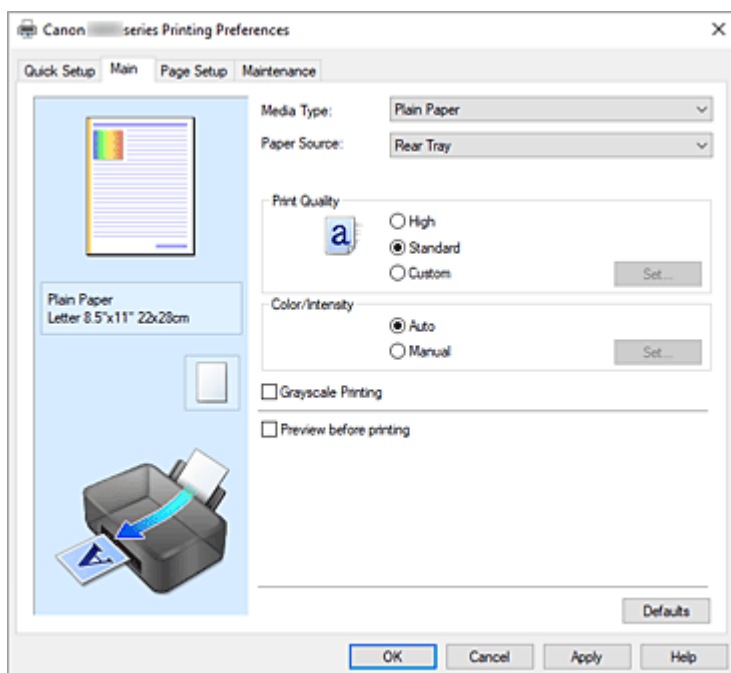 Canon series Printing Preferences
Quick Setup Main Page Setup Maintenance
Media Type: Plain Paper
Paper Source: Rear Tray
Print Quality
a
High
Standard
Custom Set...
Plain Paper
Letter 8.5"x11" 22x28cm
Color/Intensity
Auto
Manual Set...
Grayscale Printing
Preview before printing
A
Defaults
OK Cancel Apply Help